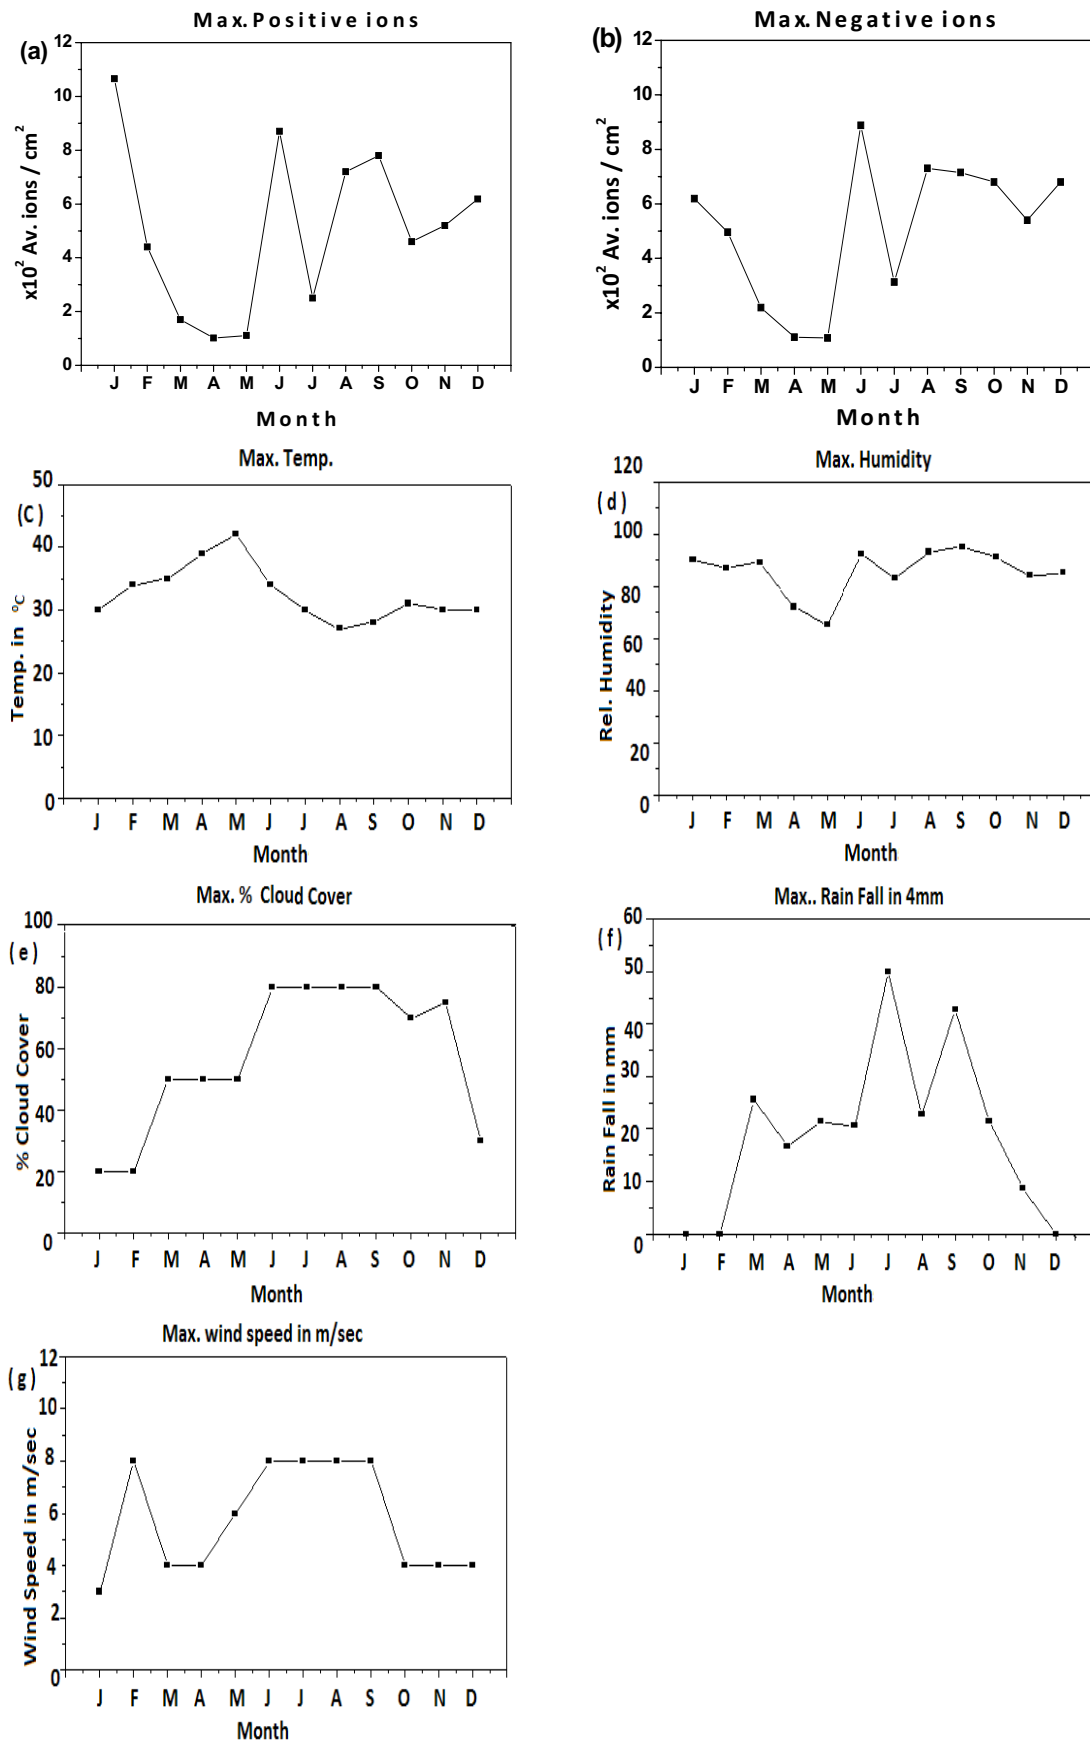 Max. Positive ions
(a)
x10² Av. ions / cm²
12
10
8
6
4
2
0
J F M A M J J A S O N D
Month
Max. Negative ions
(b)
x10² Av. ions / cm²
12
10
8
6
4
2
0
J F M A M J J A S O N D
Month
Max. Temp.
(C)
Temp. in °C
50
40
30
20
10
0
J F M A M J J A S O N D
Month
Max. Humidity
(d)
Rel. Humidity
120
100
80
60
40
20
0
J F M A M J J A S O N D
Month
Max. % Cloud Cover
(e)
% Cloud Cover
100
80
60
40
20
0
J F M A M J J A S O N D
Month
Max.. Rain Fall in 4mm
(f)
Rain Fall in mm
60
50
40
30
20
10
0
J F M A M J J A S O N D
Month
Max. wind speed in m/sec
(g)
Wind Speed in m/sec
12
10
8
6
4
2
0
J F M A M J J A S O N D
Month